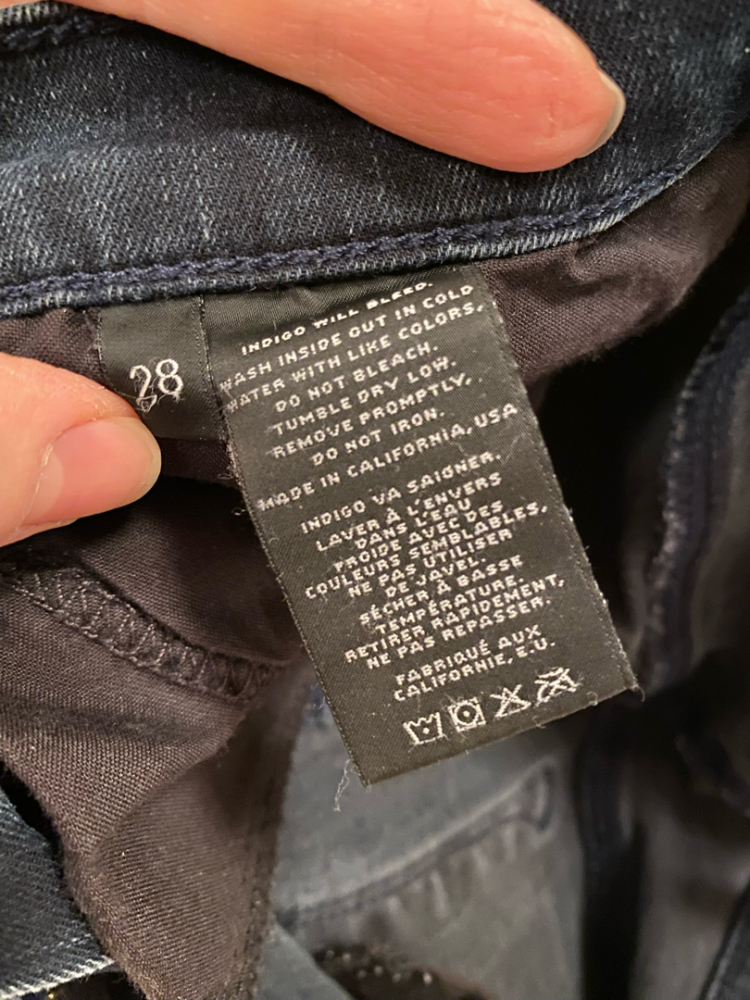 28
INDIGO WILL BLEED.
WASH INSIDE OUT IN COLD
WATER WITH LIKE COLORS.
DO NOT BLEACH.
TUMBLE DRY LOW.
REMOVE PROMPTLY,
DO NOT IRON.
MADE IN CALIFORNIA, USA
INDIGO VA SAIGNER.
LAVER À L'ENVERS
DANS L'EAU
FROIDE AVEC DES
COULEURS SEMBLABLES,
NE PAS UTILISER
DE JAVEL.
SÉCHER À BASSE
TEMPÉRATURE.
RETIRER RAPIDEMENT,
NE PAS REPASSER.
FABRIQUÉ AUX
CALIFORNIE, E.U.